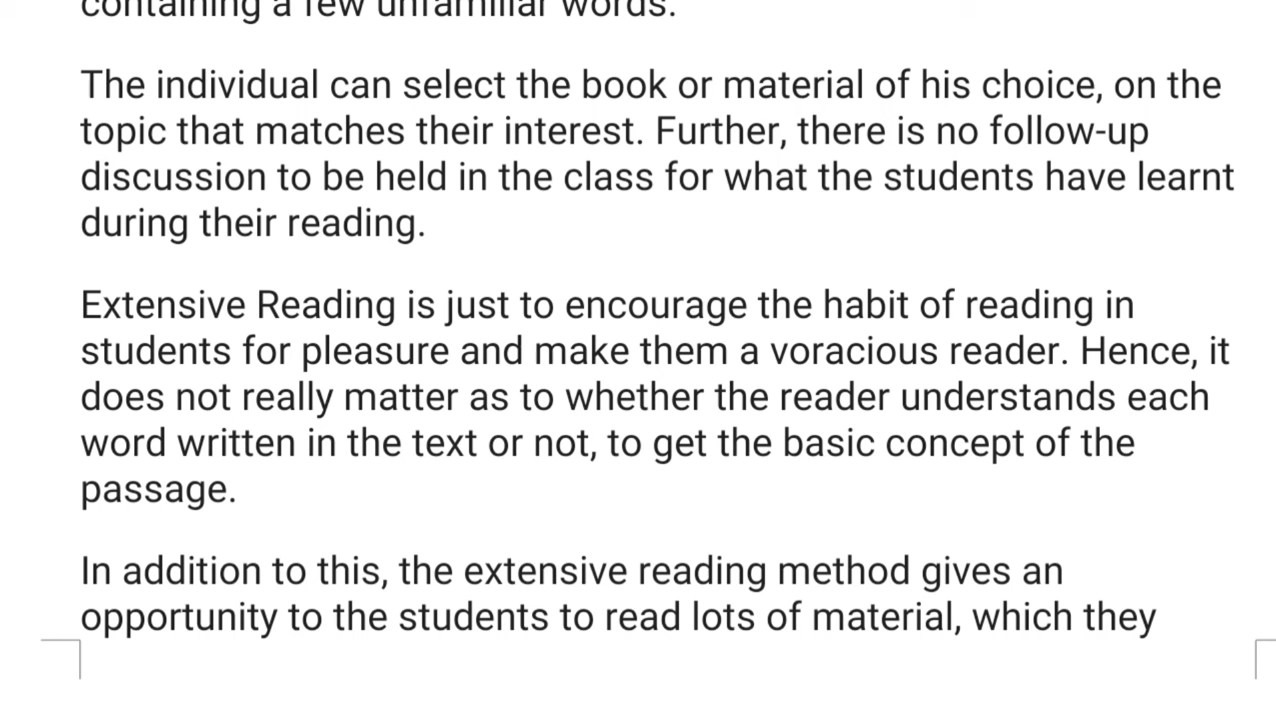 containing a few unfamiliar words.
The individual can select the book or material of his choice, on the
topic that matches their interest. Further, there is no follow-up
discussion to be held in the class for what the students have learnt
during their reading.
Extensive Reading is just to encourage the habit of reading in
students for pleasure and make them a voracious reader. Hence, it
does not really matter as to whether the reader understands each
word written in the text or not, to get the basic concept of the
passage.
In addition to this, the extensive reading method gives an
opportunity to the students to read lots of material, which they